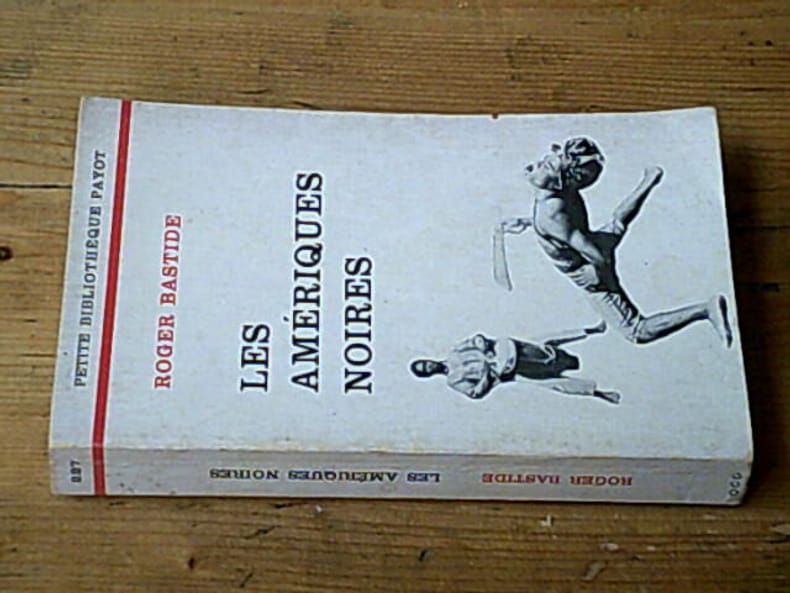 PETITE BIBLIOTHÈQUE PAYOT
ROGER BASTIDE
LES
AMÉRIQUES
NOIRES
ROGER BASTIDE LES AMÉRIQUES NOIRES
227